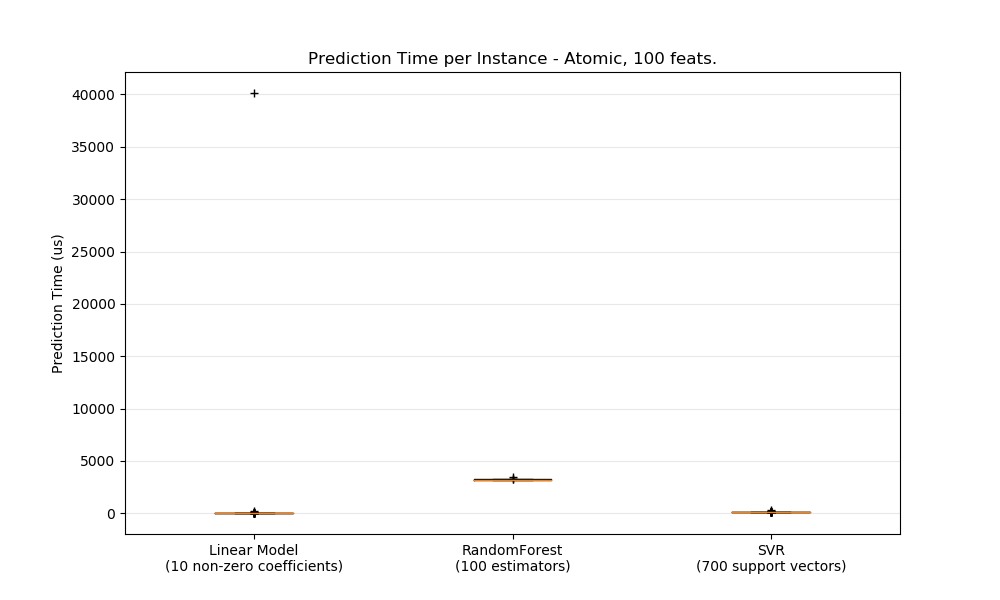 Prediction Time per Instance - Atomic, 100 feats.
Prediction Time (us)
40000
35000
30000
25000
20000
15000
10000
5000
0
Linear Model
(10 non-zero coefficients)
RandomForest
(100 estimators)
SVR
(700 support vectors)